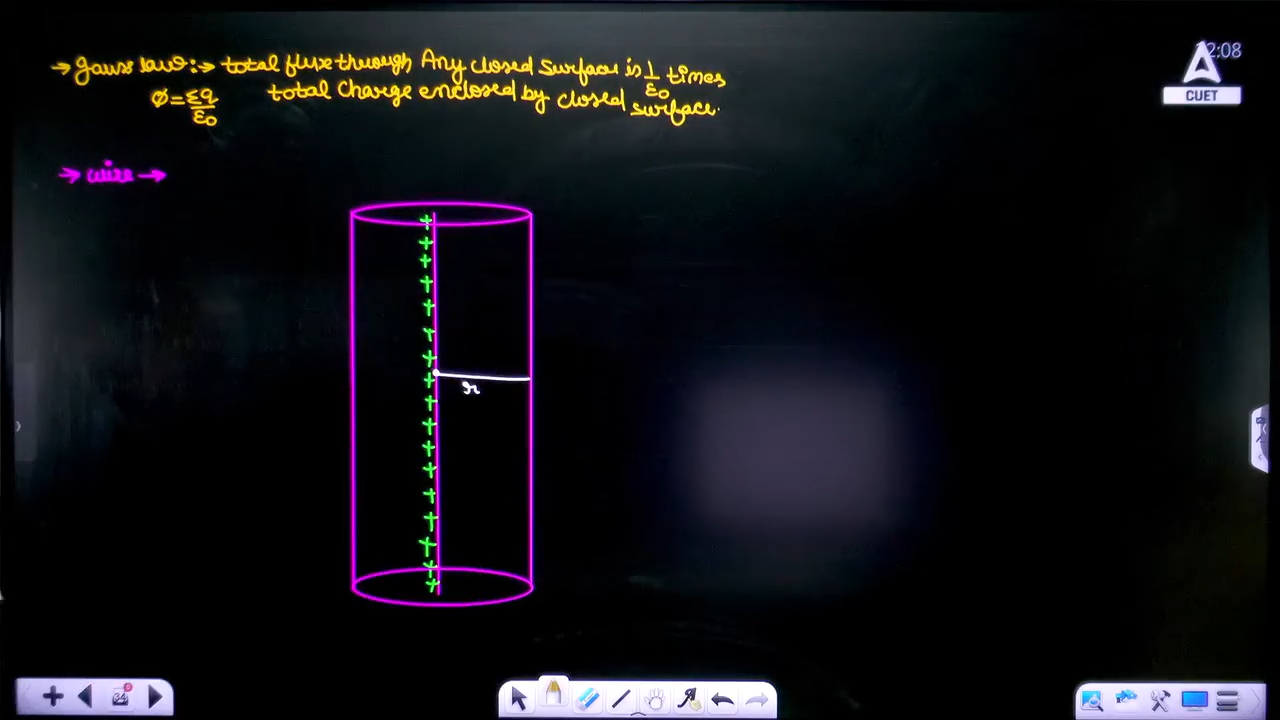 → Gauss law :→ total flux through Any closed surface is 1/ε0 times
Φ = Σq/ε0 total charge enclosed by closed surface.
→ wire →
r
CUET
34